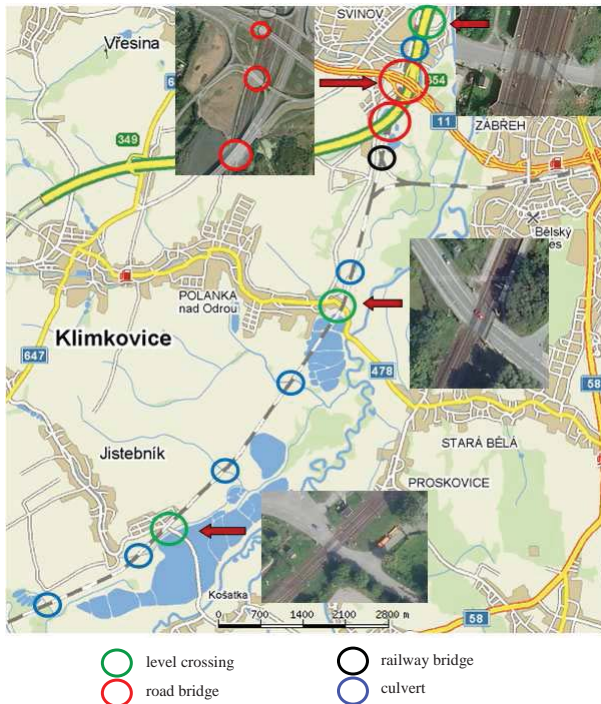 SVINOV
Vřesina
354
11
ZÁBŘEH
349
Bělský
les
POLANKA
nad Odrou
Klimkovice
647
478
58
Jistebník
STARÁ BĚLÁ
PROSKOVICE
Košatka
0 700 1400 2100 2800 m
58
level crossing
railway bridge
road bridge
culvert